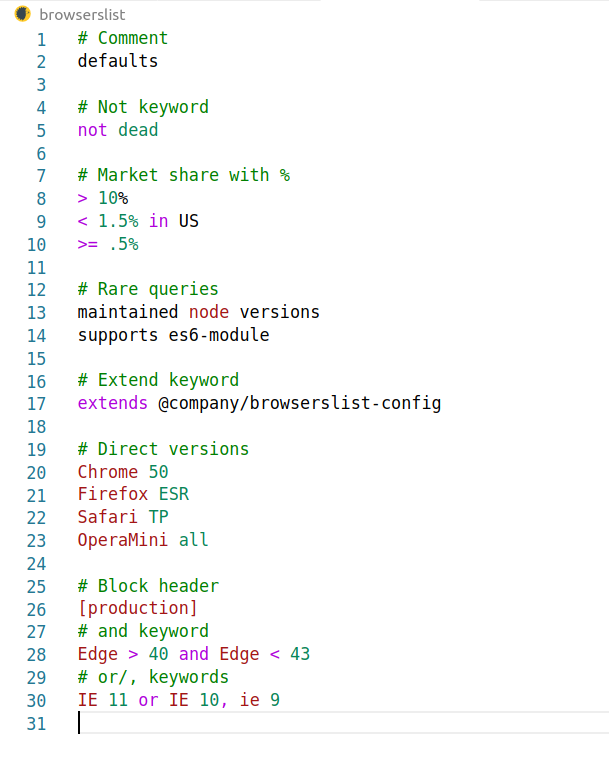 browserslist
1 # Comment
2 defaults
3
4 # Not keyword
5 not dead
6
7 # Market share with %
8 > 10%
9 < 1.5% in US
10 >= .5%
11
12 # Rare queries
13 maintained node versions
14 supports es6-module
15
16 # Extend keyword
17 extends @company/browserslist-config
18
19 # Direct versions
20 Chrome 50
21 Firefox ESR
22 Safari TP
23 OperaMini all
24
25 # Block header
26 [production]
27 # and keyword
28 Edge > 40 and Edge < 43
29 # or/, keywords
30 IE 11 or IE 10, ie 9
31